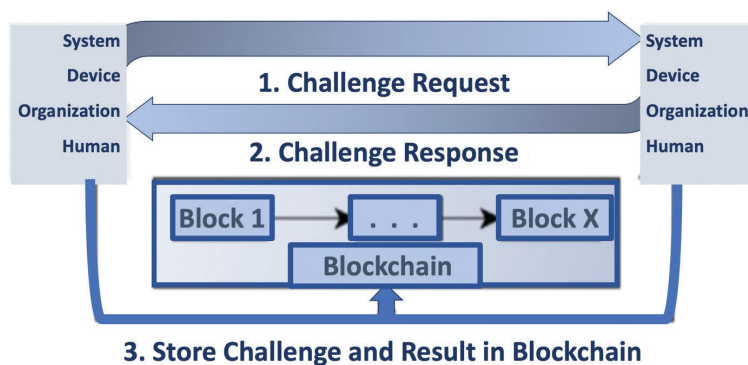 System
Device
Organization
Human
1. Challenge Request
2. Challenge Response
System
Device
Organization
Human
Block 1
. . .
Block X
Blockchain
3. Store Challenge and Result in Blockchain